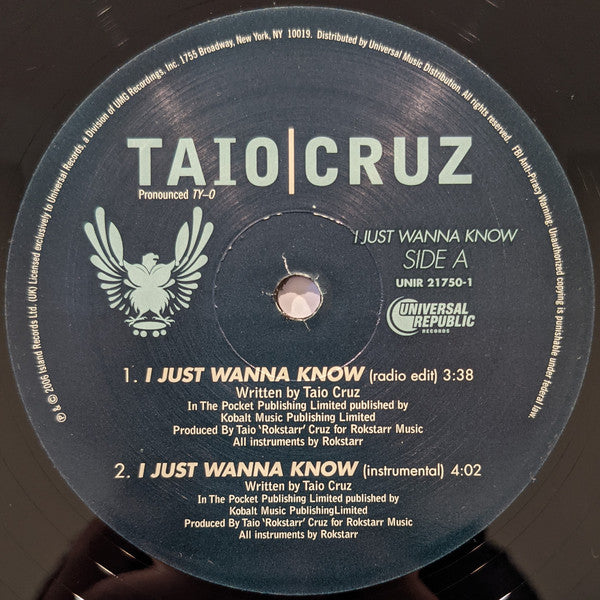 TAIO|CRUZ
Pronounced TY–O
I JUST WANNA KNOW
SIDE A
UNIR 21750-1
UNIVERSAL
REPUBLIC
RECORDS
1. I JUST WANNA KNOW (radio edit) 3:38
Written by Taio Cruz
In The Pocket Publishing Limited published by
Kobalt Music Publishing Limited
Produced By Taio 'Rokstarr' Cruz for Rokstarr Music
All instruments by Rokstarr
2. I JUST WANNA KNOW (instrumental) 4:02
Written by Taio Cruz
In The Pocket Publishing Limited published by
Kobalt Music PublishingLimited
Produced By Taio 'Rokstarr' Cruz for Rokstarr Music
All instruments by Rokstarr
℗ © 2006 Island Records Ltd. (UK) Licensed exclusively to Universal Records, a Division of UMG Recordings, Inc. 1755 Broadway, New York, NY 10019. Distributed by Universal Music Distribution. All rights reserved. FBI Anti-Piracy Warning: Unauthorized copying is punishable under federal law.